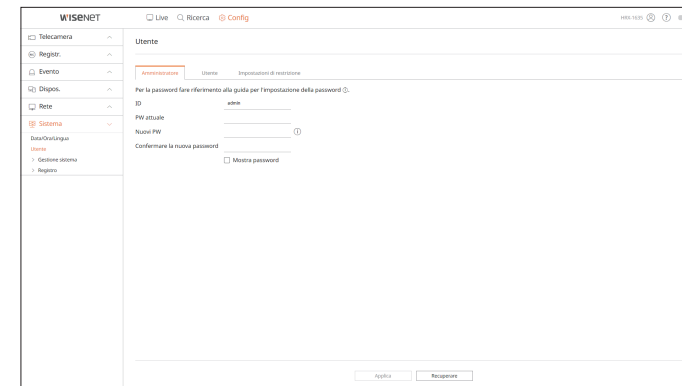 WISENET
Live Ricerca Config
HRX-1635
Telecamera
Registr.
Evento
Dispos.
Rete
Sistema
Data/Ora/Lingua
Utente
> Gestione sistema
> Registro
Utente
Amministratore Utente Impostazioni di restrizione
Per la password fare riferimento alla guida per l'impostazione della password
ID admin
PW attuale
Nuovi PW
Confermare la nuova password
Mostra password
Applica Recuperare